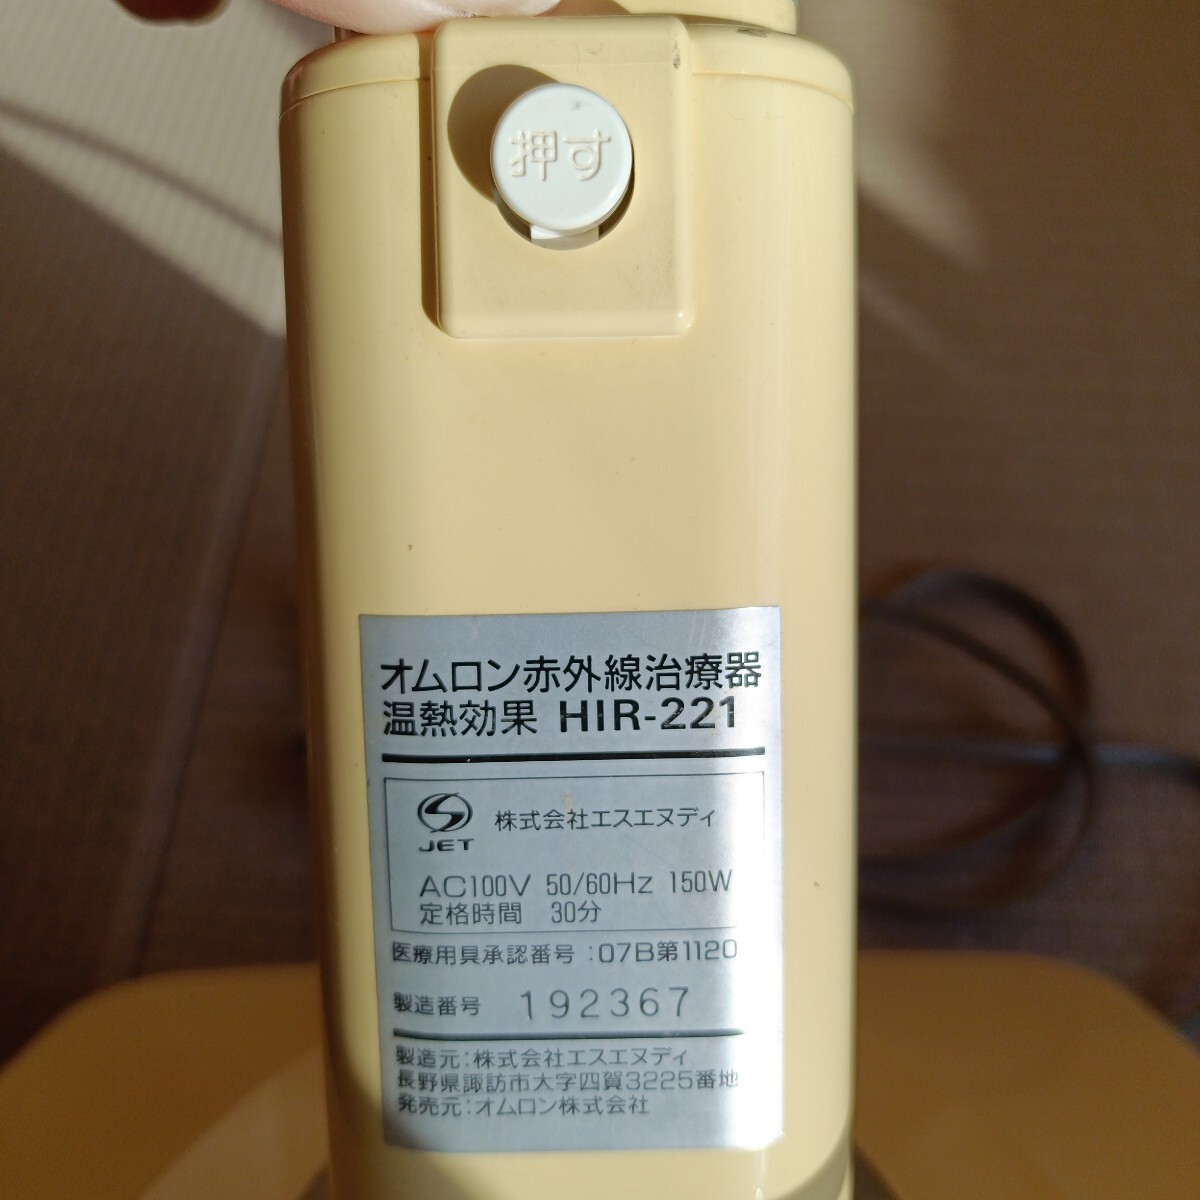 押す
オムロン赤外線治療器
温熱効果 HIR-221
JET 株式会社エスエヌディ
AC100V 50/60Hz 150W
定格時間 30分
医療用具承認番号:07B第1120
製造番号 192367
製造元:株式会社エスエヌディ
長野県諏訪市大字四賀3225番地
発売元:オムロン株式会社